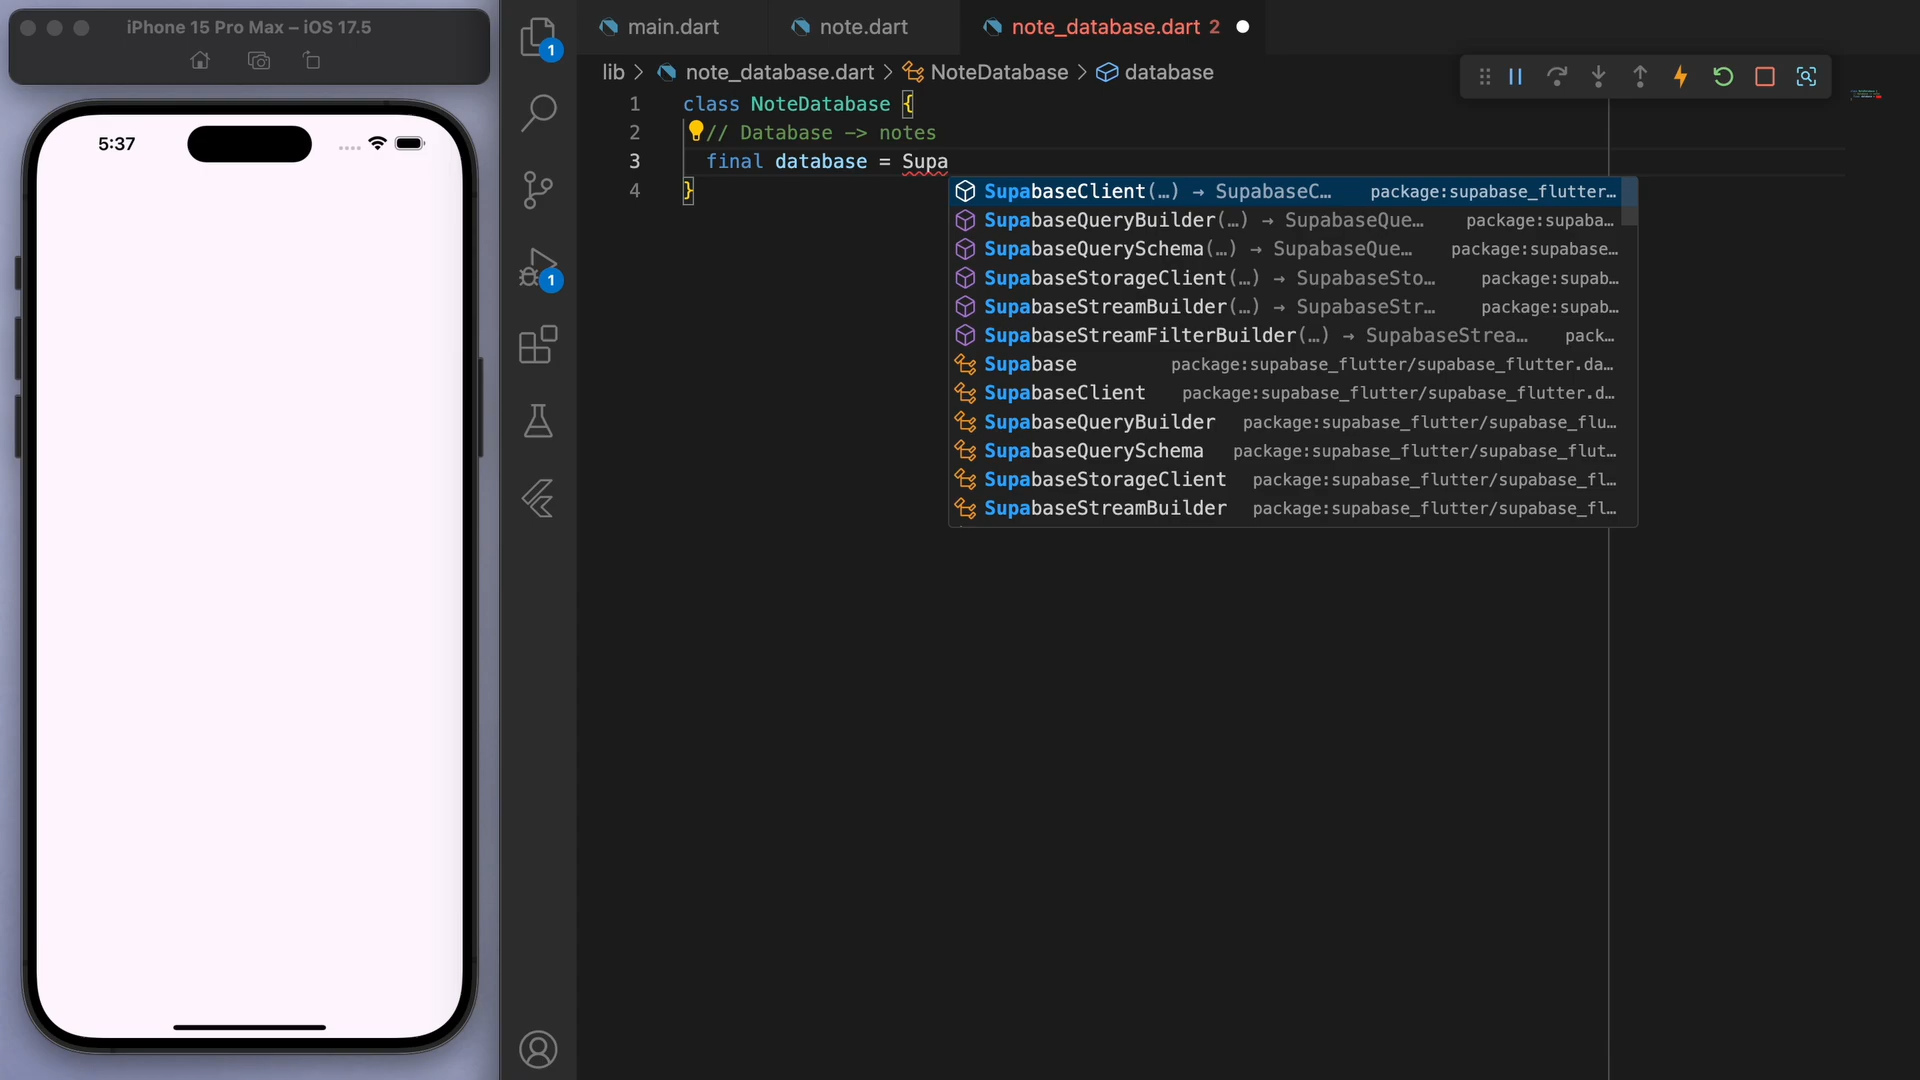 iPhone 15 Pro Max – iOS 17.5
5:37
1
1
main.dart
note.dart
note_database.dart 2
lib > note_database.dart > NoteDatabase > database
1 class NoteDatabase {
2 // Database -> notes
3 final database = Supa
4 }
SupabaseClient(…) → SupabaseC… package:supabase_flutter…
SupabaseQueryBuilder(…) → SupabaseQue… package:supaba…
SupabaseQuerySchema(…) → SupabaseQue… package:supabase…
SupabaseStorageClient(…) → SupabaseSto… package:supab…
SupabaseStreamBuilder(…) → SupabaseStr… package:supab…
SupabaseStreamFilterBuilder(…) → SupabaseStrea… pack…
Supabase package:supabase_flutter/supabase_flutter.da…
SupabaseClient package:supabase_flutter/supabase_flutter.d…
SupabaseQueryBuilder package:supabase_flutter/supabase_flu…
SupabaseQuerySchema package:supabase_flutter/supabase_flut…
SupabaseStorageClient package:supabase_flutter/supabase_fl…
SupabaseStreamBuilder package:supabase_flutter/supabase_fl…